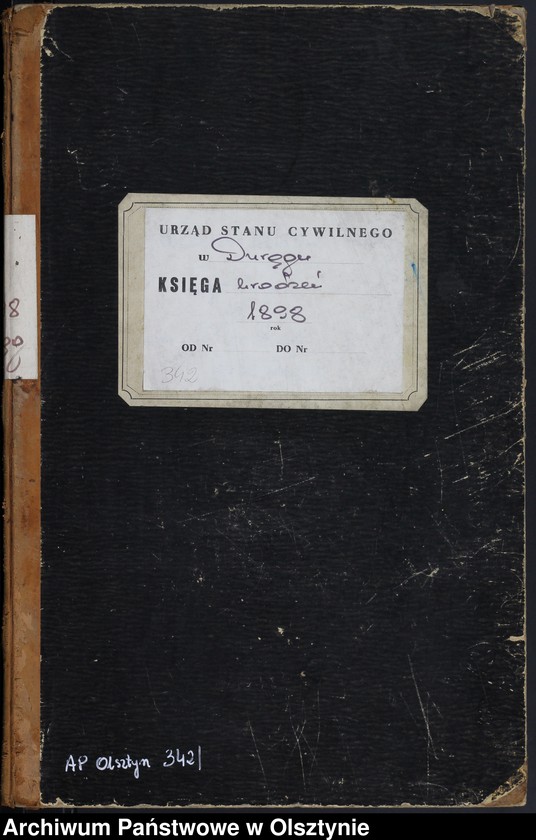 URZĄD STANU CYWILNEGO
w Durągu
KSIĘGA urodzeń
1898
rok
OD Nr DO Nr
342
8
AP Olsztyn 342/
Archiwum Państwowe w Olsztynie